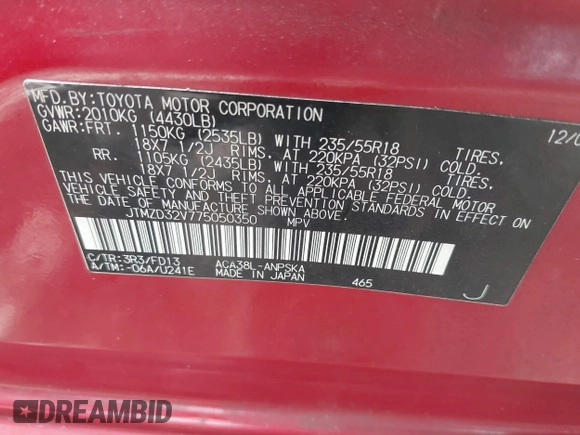 MFD.BY:TOYOTA MOTOR CORPORATION 12/0
GVWR:2010KG (4430LB)
GAWR:FRT. 1150KG (2535LB) WITH 235/55R18 TIRES.
18X7 1/2J RIMS. AT 220KPA (32PSI) COLD.
RR. 1105KG (2435LB) WITH 235/55R18 TIRES.
18X7 1/2J RIMS. AT 220KPA (32PSI) COLD.
THIS VEHICLE CONFORMS TO ALL APPLICABLE FEDERAL MOTOR
VEHICLE SAFETY AND THEFT PREVENTION STANDARDS IN EFFECT ON
THE DATE OF MANUFACTURE SHOWN ABOVE.
JTMZD32V775050350 MPV
C/TR:3R3/FD13 ACA38L-ANPSKA
A/TM:-06A/U241E MADE IN JAPAN 465 J
DREAMBID